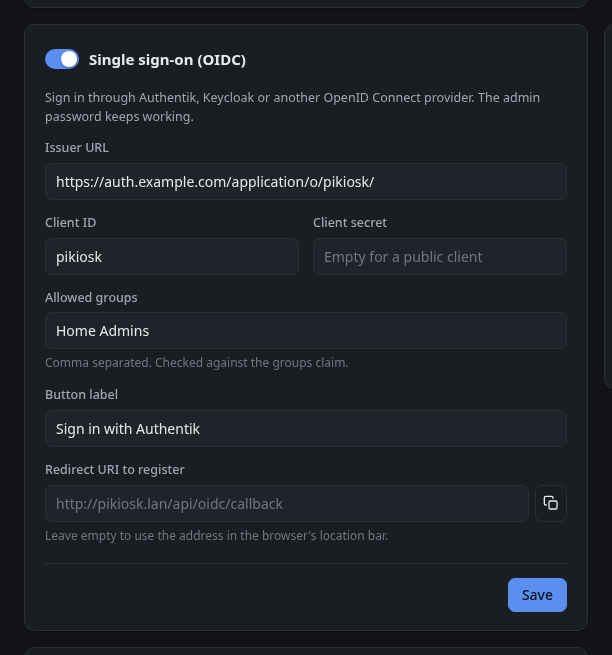 Single sign-on (OIDC)
Sign in through Authentik, Keycloak or another OpenID Connect provider. The admin
password keeps working.
Issuer URL
https://auth.example.com/application/o/pikiosk/
Client ID
Client secret
pikiosk
Empty for a public client
Allowed groups
Home Admins
Comma separated. Checked against the groups claim.
Button label
Sign in with Authentik
Redirect URI to register
http://pikiosk.lan/api/oidc/callback
Leave empty to use the address in the browser’s location bar.
Save